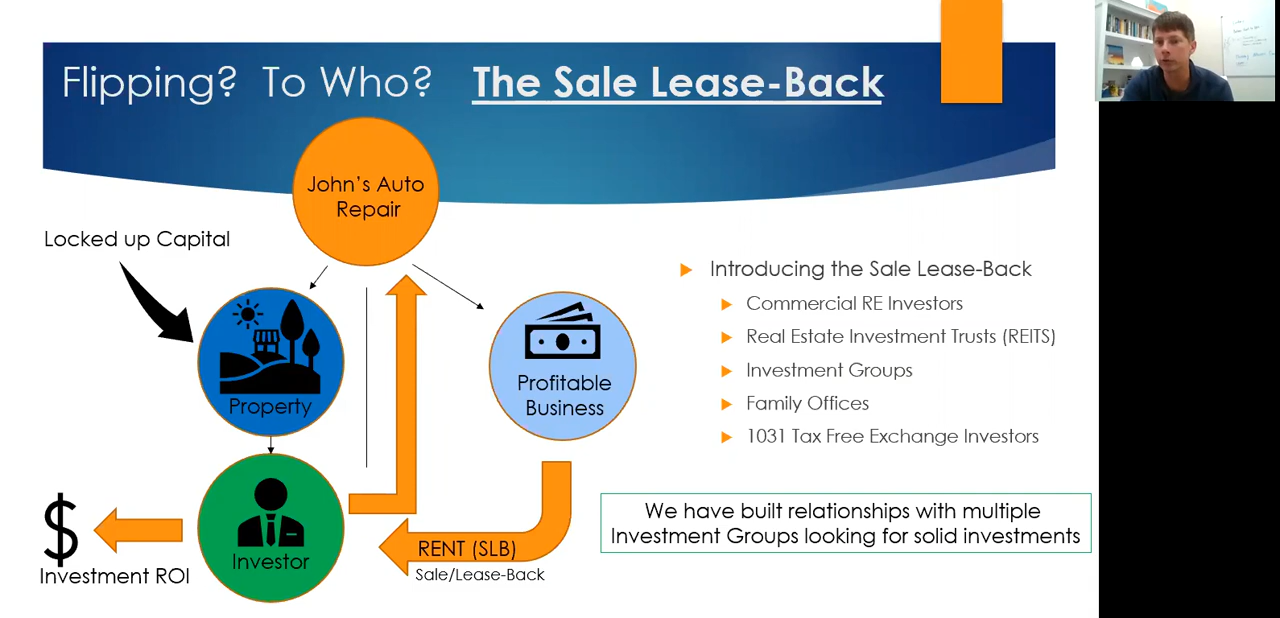 Flipping? To Who? The Sale Lease-Back
John's Auto
Repair
Locked up Capital
Property
Profitable
Business
Investor
$
Investment ROI
RENT (SLB)
Sale/Lease-Back
Introducing the Sale Lease-Back
Commercial RE Investors
Real Estate Investment Trusts (REITS)
Investment Groups
Family Offices
1031 Tax Free Exchange Investors
We have built relationships with multiple
Investment Groups looking for solid investments